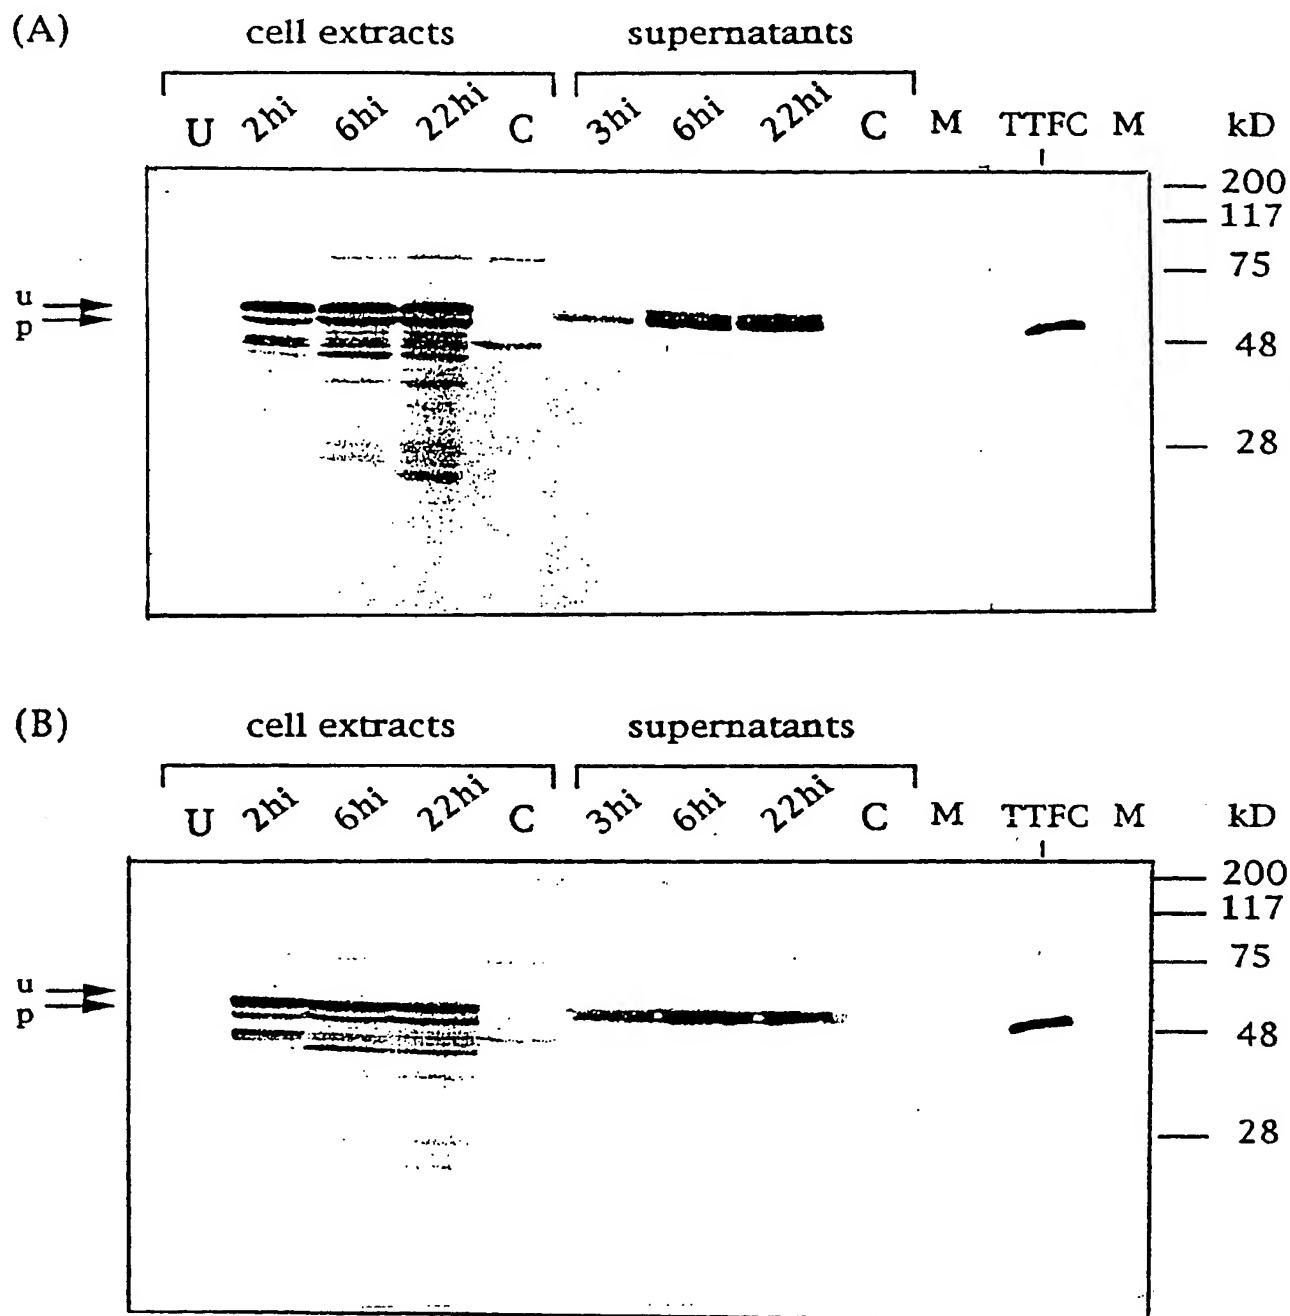 (A)
cell extracts supernatants
U 2hi 6hi 22hi C 3hi 6hi 22hi C M TTFC M kD
200
117
75
u
p
48
28
(B)
cell extracts supernatants
U 2hi 6hi 22hi C 3hi 6hi 22hi C M TTFC M kD
200
117
75
u
p
48
28